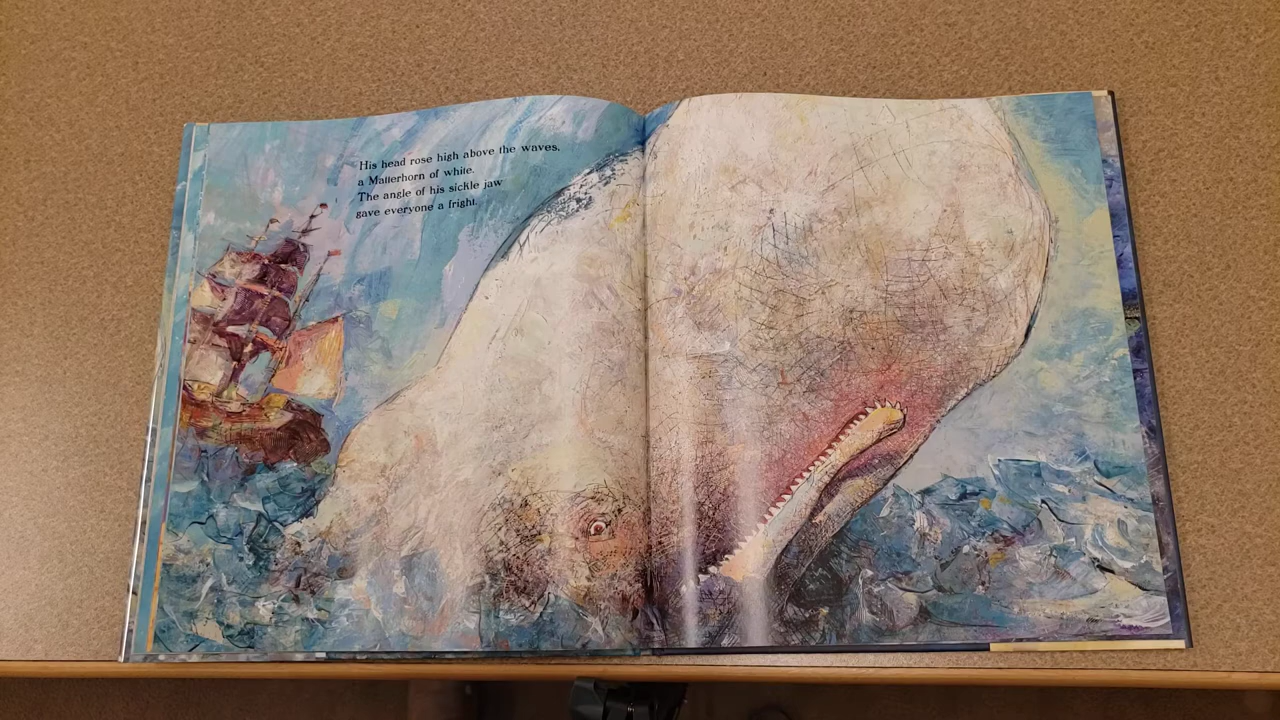 His head rose high above the waves,
a Matterhorn of white.
The angle of his sickle jaw
gave everyone a fright.